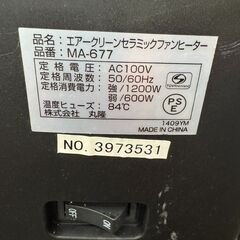 品名:エアークリーンセラミックファンヒーター
品番:MA-677
定格電圧:AC100V
定格周波数:50/60Hz
定格消費電力:強/1200W
弱/600W
温度ヒューズ:84℃
株式会社 丸隆
PSE
1409YM
MADE IN CHINA
NO. 3973531
OFF
ON